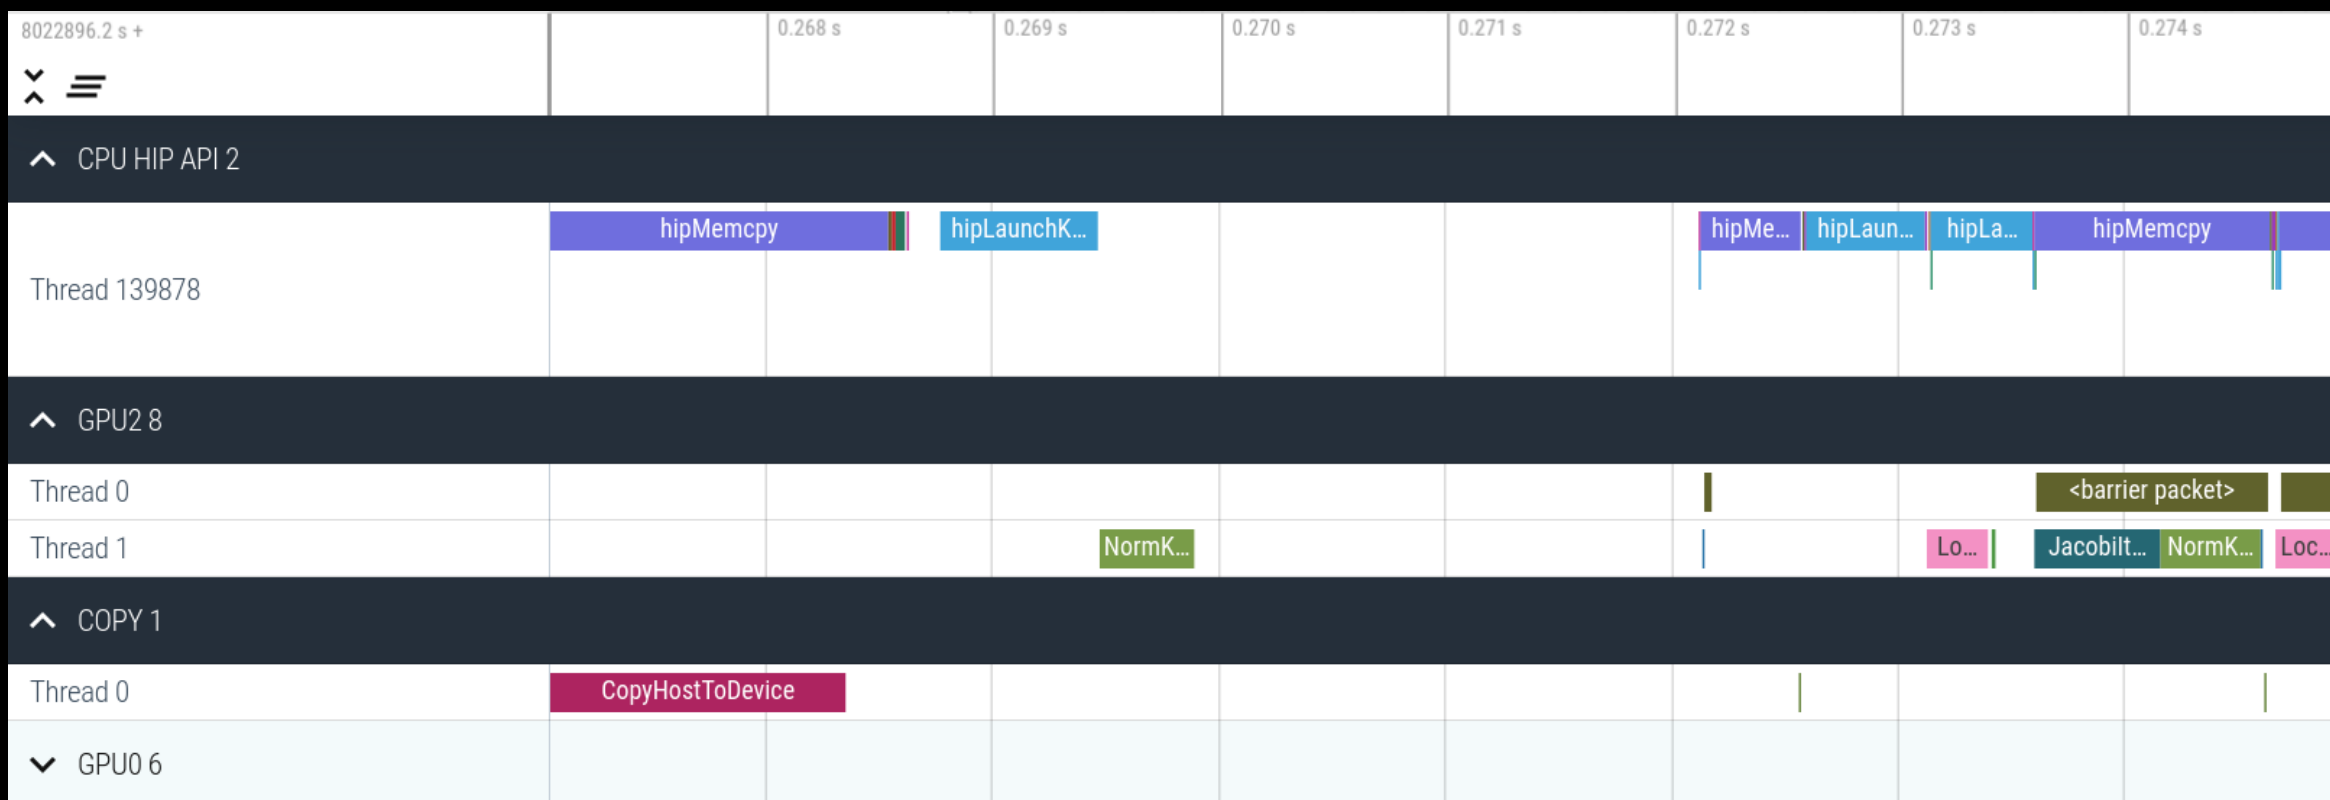 8022896.2 s +
0.268 s 0.269 s 0.270 s 0.271 s 0.272 s 0.273 s 0.274 s
CPU HIP API 2
hipMemcpy hipLaunchK... hipMe... hipLaun... hipLa... hipMemcpy
Thread 139878
GPU2 8
Thread 0 <barrier packet>
Thread 1 NormK... Lo... JacobiIt... NormK... Loc...
COPY 1
Thread 0 CopyHostToDevice
GPU0 6